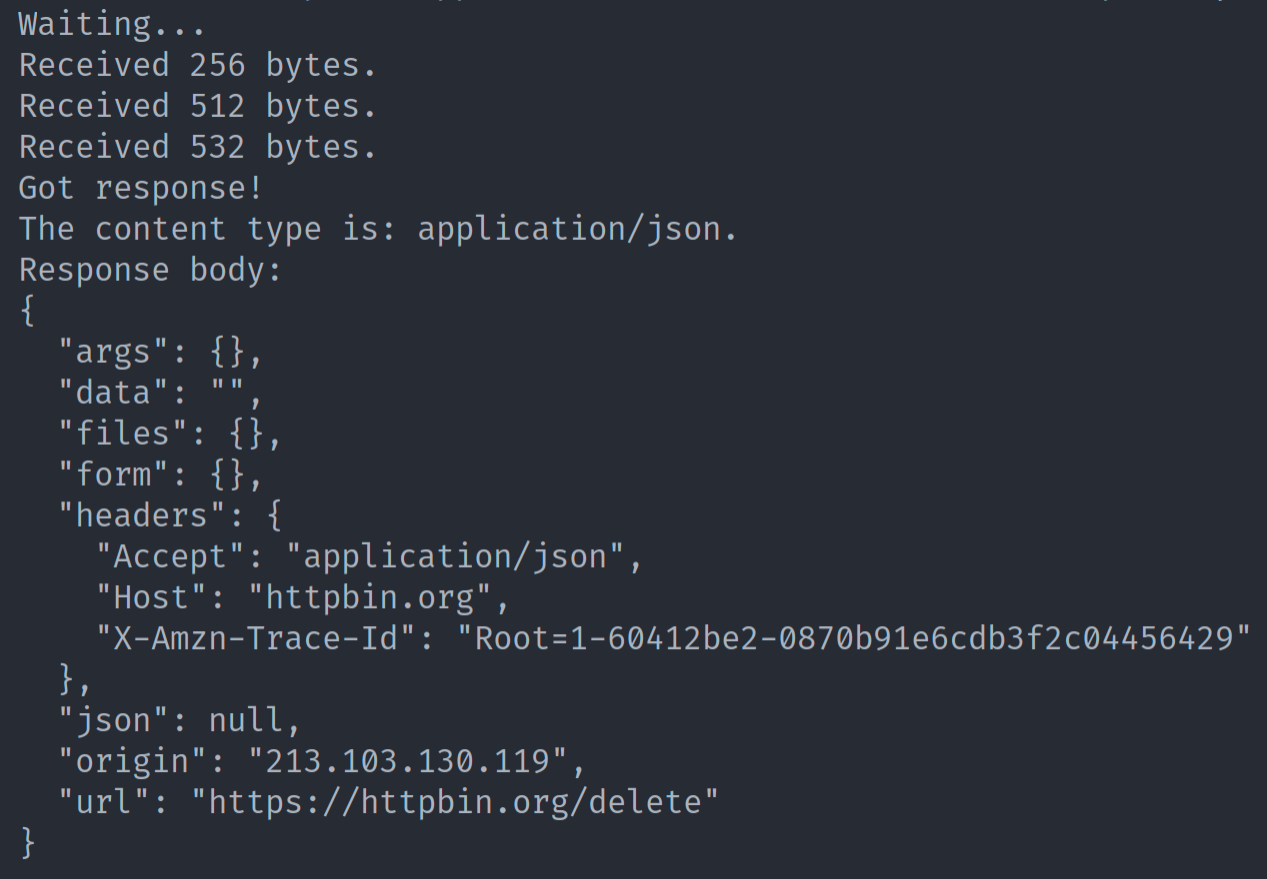 Waiting...
Received 256 bytes.
Received 512 bytes.
Received 532 bytes.
Got response!
The content type is: application/json.
Response body:
{
  "args": {},
  "data": "",
  "files": {},
  "form": {},
  "headers": {
    "Accept": "application/json",
    "Host": "httpbin.org",
    "X-Amzn-Trace-Id": "Root=1-60412be2-0870b91e6cdb3f2c04456429"
  },
  "json": null,
  "origin": "213.103.130.119",
  "url": "https://httpbin.org/delete"
}